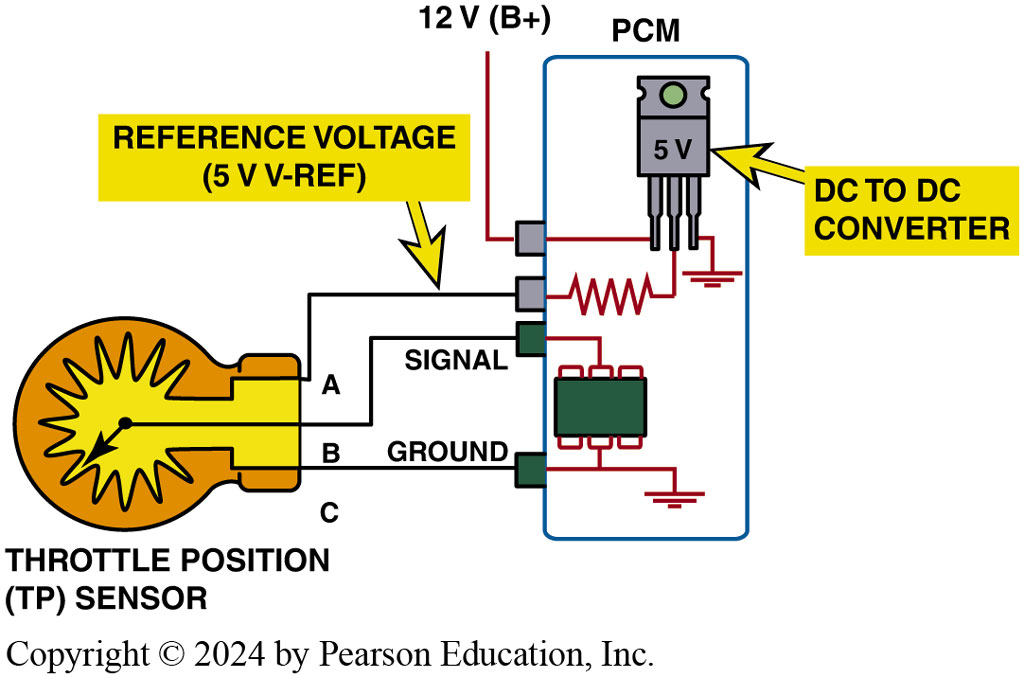 12 V (B+)
PCM
REFERENCE VOLTAGE
(5 V V-REF)
5 V
DC TO DC
CONVERTER
SIGNAL
A
B
GROUND
C
THROTTLE POSITION
(TP) SENSOR
Copyright © 2024 by Pearson Education, Inc.